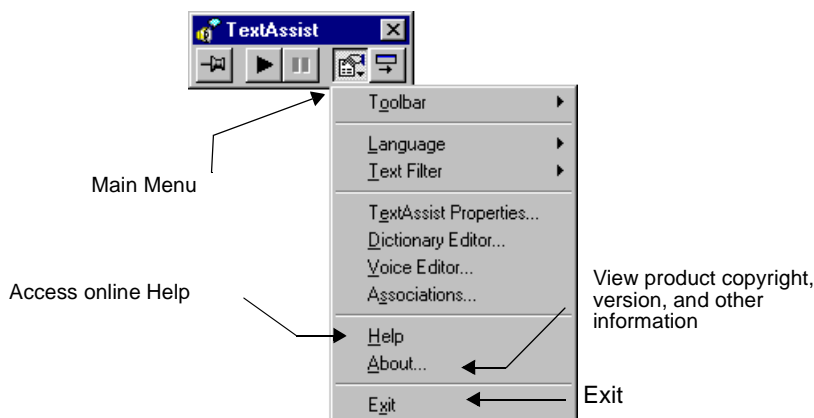 TextAssist
Toolbar
Language
Text Filter
Main Menu
TextAssist Properties...
Dictionary Editor...
Voice Editor...
Associations...
Access online Help
View product copyright,
version, and other
information
Help
About...
Exit
Exit